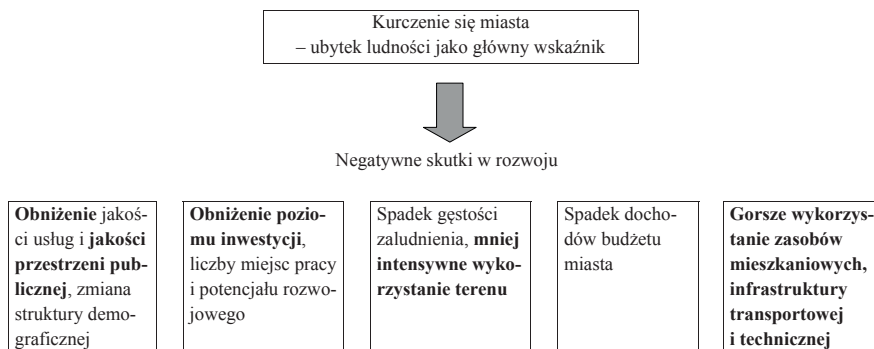 Kurczenie się miasta
– ubytek ludności jako główny wskaźnik
Negatywne skutki w rozwoju
Obniżenie jakoś-
ci usług i jakości
przestrzeni pub-
licznej, zmiana
struktury demo-
graficznej
Obniżenie pozio-
mu inwestycji,
liczby miejsc pracy
i potencjału rozwo-
jowego
Spadek gęstości
zaludnienia, mniej
intensywne wyko-
rzystanie terenu
Spadek docho-
dów budżetu
miasta
Gorsze wykorzys-
tanie zasobów
mieszkaniowych,
infrastruktury
transportowej
i technicznej